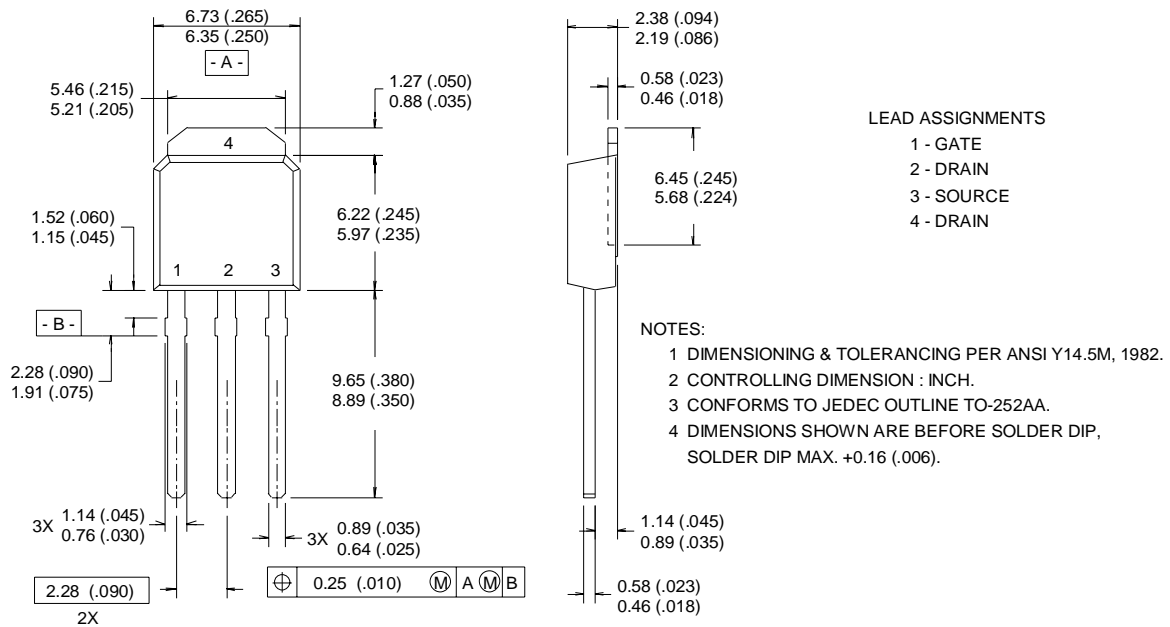 6.73 (.265)
6.35 (.250)
- A -
5.46 (.215)
5.21 (.205)
1.27 (.050)
0.88 (.035)
4
1.52 (.060)
1.15 (.045)
6.22 (.245)
5.97 (.235)
1 2 3
- B -
2.28 (.090)
1.91 (.075)
9.65 (.380)
8.89 (.350)
3X 1.14 (.045)
0.76 (.030)
3X 0.89 (.035)
0.64 (.025)
2.28 (.090)
2X
⌖ 0.25 (.010) Ⓜ A Ⓜ B
2.38 (.094)
2.19 (.086)
0.58 (.023)
0.46 (.018)
6.45 (.245)
5.68 (.224)
1.14 (.045)
0.89 (.035)
0.58 (.023)
0.46 (.018)
LEAD ASSIGNMENTS
1 - GATE
2 - DRAIN
3 - SOURCE
4 - DRAIN
NOTES:
1 DIMENSIONING & TOLERANCING PER ANSI Y14.5M, 1982.
2 CONTROLLING DIMENSION : INCH.
3 CONFORMS TO JEDEC OUTLINE TO-252AA.
4 DIMENSIONS SHOWN ARE BEFORE SOLDER DIP,
SOLDER DIP MAX. +0.16 (.006).